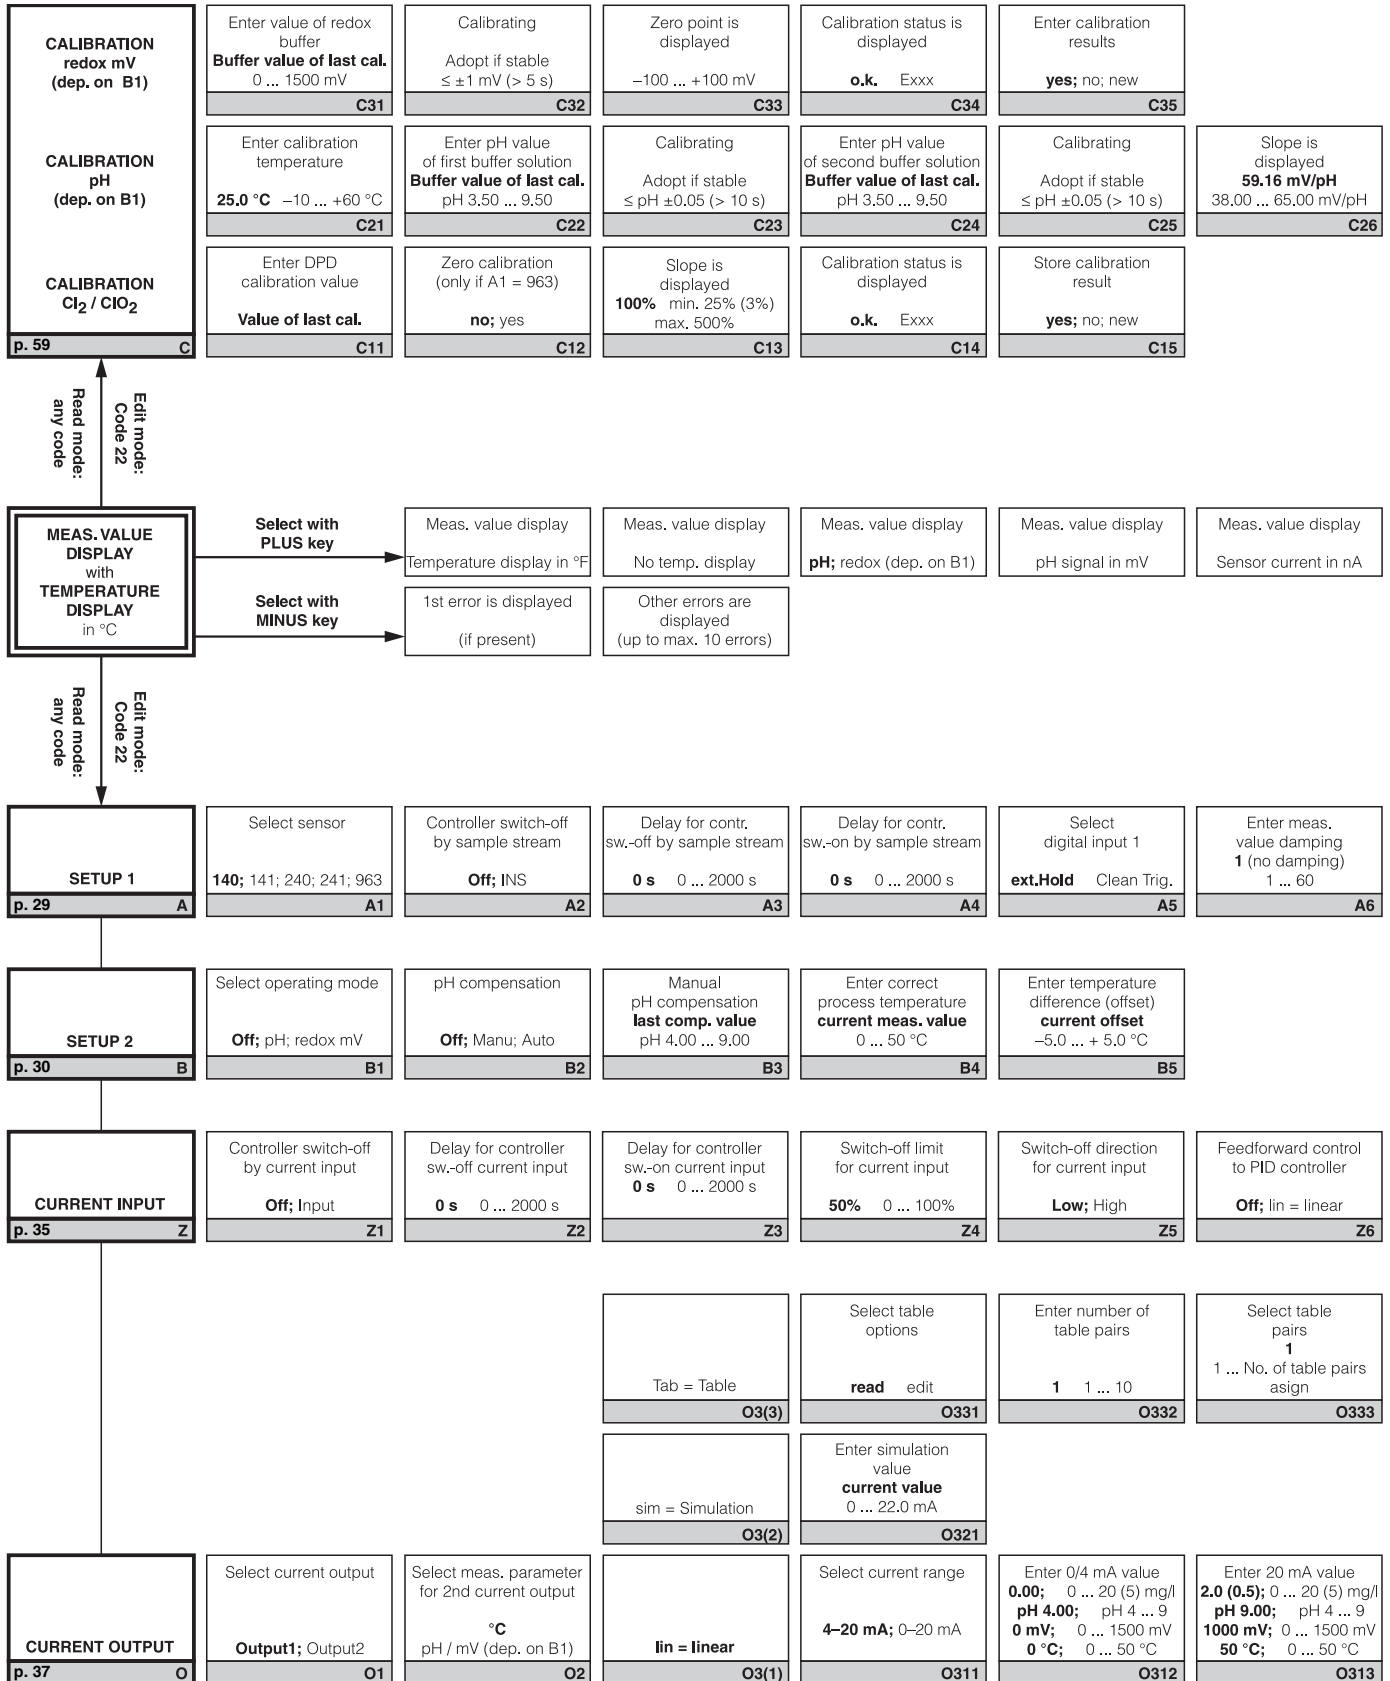 CALIBRATION
redox mV
(dep. on B1)
Enter value of redox
buffer
Buffer value of last cal.
0 ... 1500 mV
C31
Calibrating
Adopt if stable
≤ ±1 mV (> 5 s)
C32
Zero point is
displayed
–100 ... +100 mV
C33
Calibration status is
displayed
o.k. Exxx
C34
Enter calibration
results
yes; no; new
C35
CALIBRATION
pH
(dep. on B1)
Enter calibration
temperature
25.0 °C –10 ... +60 °C
C21
Enter pH value
of first buffer solution
Buffer value of last cal.
pH 3.50 ... 9.50
C22
Calibrating
Adopt if stable
≤ pH ±0.05 (> 10 s)
C23
Enter pH value
of second buffer solution
Buffer value of last cal.
pH 3.50 ... 9.50
C24
Calibrating
Adopt if stable
≤ pH ±0.05 (> 10 s)
C25
Slope is
displayed
59.16 mV/pH
38.00 ... 65.00 mV/pH
C26
CALIBRATION
Cl2 / ClO2
p. 59 C
Enter DPD
calibration value
Value of last cal.
C11
Zero calibration
(only if A1 = 963)
no; yes
C12
Slope is
displayed
100% min. 25% (3%)
max. 500%
C13
Calibration status is
displayed
o.k. Exxx
C14
Store calibration
result
yes; no; new
C15
Read mode:
any code
Edit mode:
Code 22
MEAS. VALUE
DISPLAY
with
TEMPERATURE
DISPLAY
in °C
Select with
PLUS key
Meas. value display
Temperature display in °F
Meas. value display
No temp. display
Meas. value display
pH; redox (dep. on B1)
Meas. value display
pH signal in mV
Meas. value display
Sensor current in nA
Select with
MINUS key
1st error is displayed
(if present)
Other errors are
displayed
(up to max. 10 errors)
Read mode:
any code
Edit mode:
Code 22
SETUP 1
p. 29 A
Select sensor
140; 141; 240; 241; 963
A1
Controller switch-off
by sample stream
Off; INS
A2
Delay for contr.
sw.-off by sample stream
0 s 0 ... 2000 s
A3
Delay for contr.
sw.-on by sample stream
0 s 0 ... 2000 s
A4
Select
digital input 1
ext.Hold Clean Trig.
A5
Enter meas.
value damping
1 (no damping)
1 ... 60
A6
SETUP 2
p. 30 B
Select operating mode
Off; pH; redox mV
B1
pH compensation
Off; Manu; Auto
B2
Manual
pH compensation
last comp. value
pH 4.00 ... 9.00
B3
Enter correct
process temperature
current meas. value
0 ... 50 °C
B4
Enter temperature
difference (offset)
current offset
–5.0 ... + 5.0 °C
B5
CURRENT INPUT
p. 35 Z
Controller switch-off
by current input
Off; Input
Z1
Delay for controller
sw.-off current input
0 s 0 ... 2000 s
Z2
Delay for controller
sw.-on current input
0 s 0 ... 2000 s
Z3
Switch-off limit
for current input
50% 0 ... 100%
Z4
Switch-off direction
for current input
Low; High
Z5
Feedforward control
to PID controller
Off; lin = linear
Z6
Tab = Table
O3(3)
Select table
options
read edit
O331
Enter number of
table pairs
1 1 ... 10
O332
Select table
pairs
1
1 ... No. of table pairs
asign
O333
sim = Simulation
O3(2)
Enter simulation
value
current value
0 ... 22.0 mA
O321
CURRENT OUTPUT
p. 37 O
Select current output
Output1; Output2
O1
Select meas. parameter
for 2nd current output
°C
pH / mV (dep. on B1)
O2
lin = linear
O3(1)
Select current range
4–20 mA; 0–20 mA
O311
Enter 0/4 mA value
0.00; 0 ... 20 (5) mg/l
pH 4.00; pH 4 ... 9
0 mV; 0 ... 1500 mV
0 °C; 0 ... 50 °C
O312
Enter 20 mA value
2.0 (0.5); 0 ... 20 (5) mg/l
pH 9.00; pH 4 ... 9
1000 mV; 0 ... 1500 mV
50 °C; 0 ... 50 °C
O313